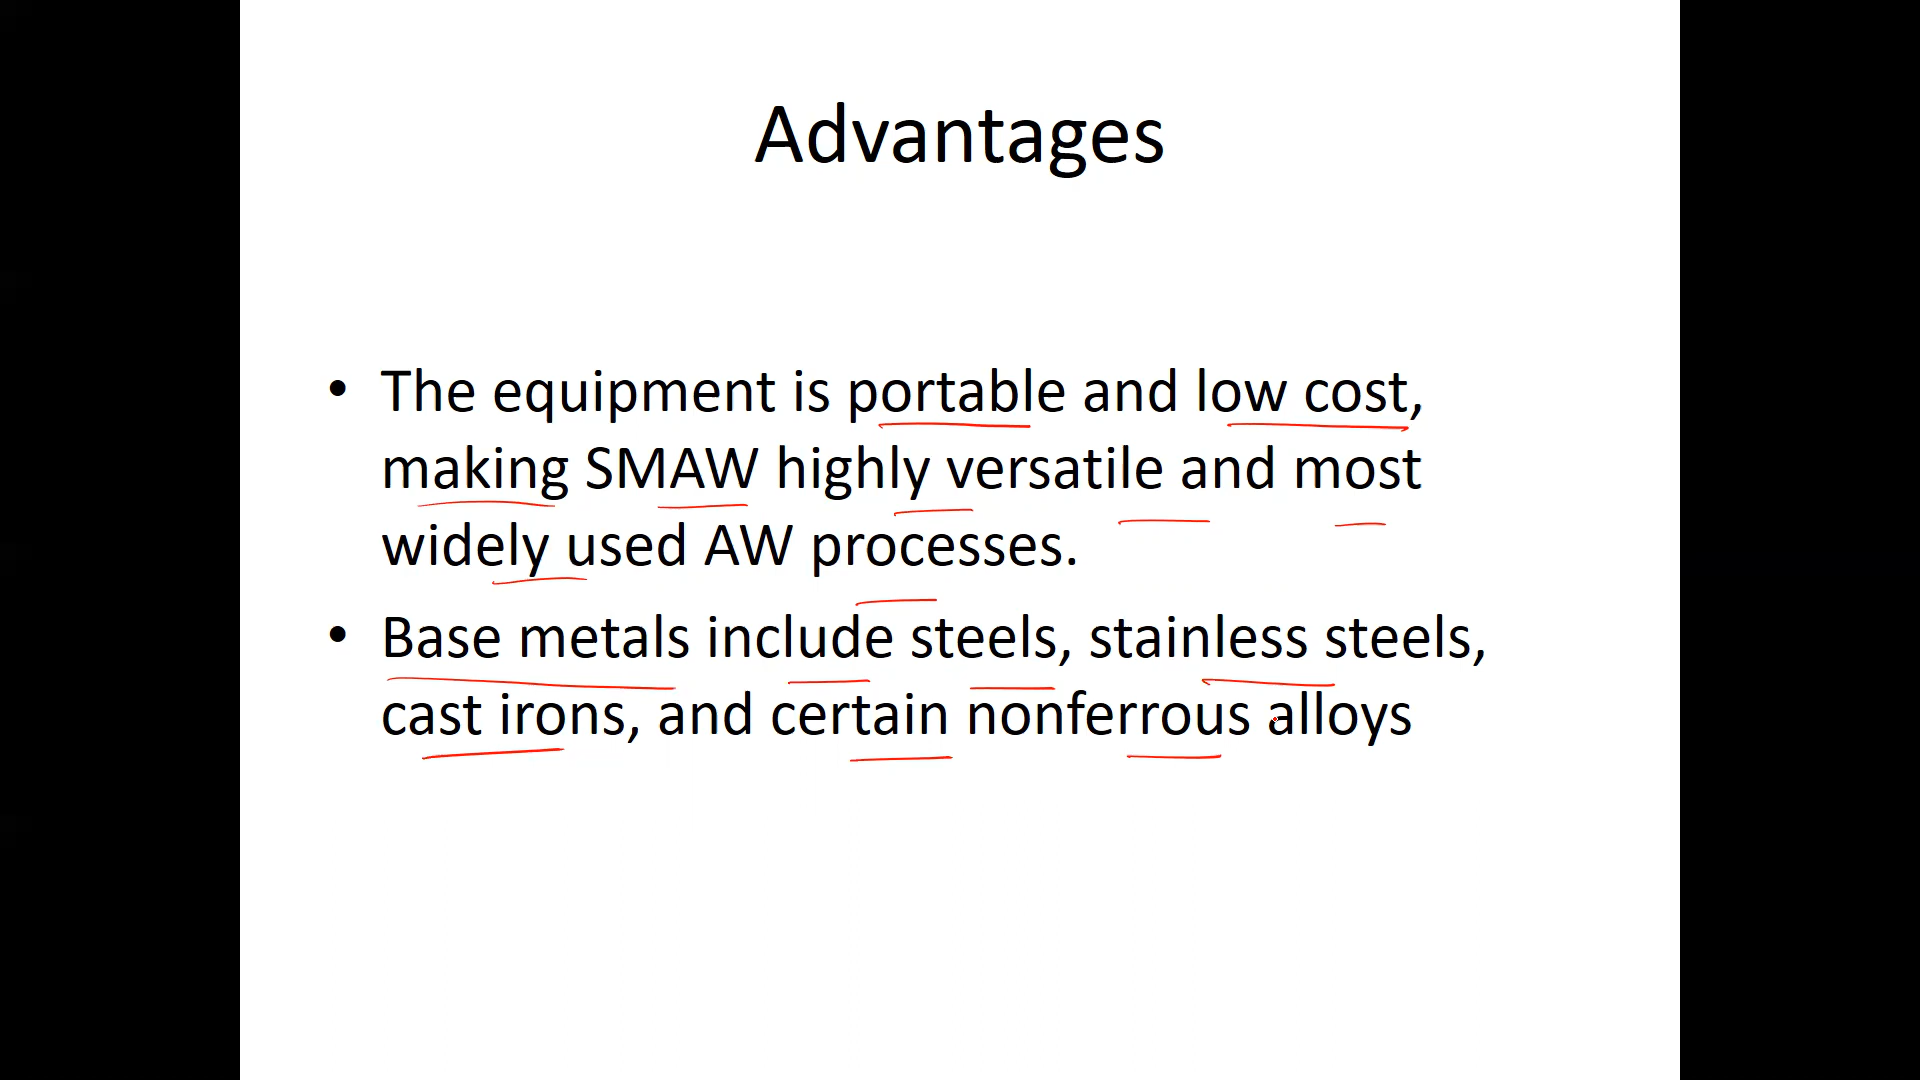 Advantages
• The equipment is portable and low cost,
making SMAW highly versatile and most
widely used AW processes.
• Base metals include steels, stainless steels,
cast irons, and certain nonferrous alloys